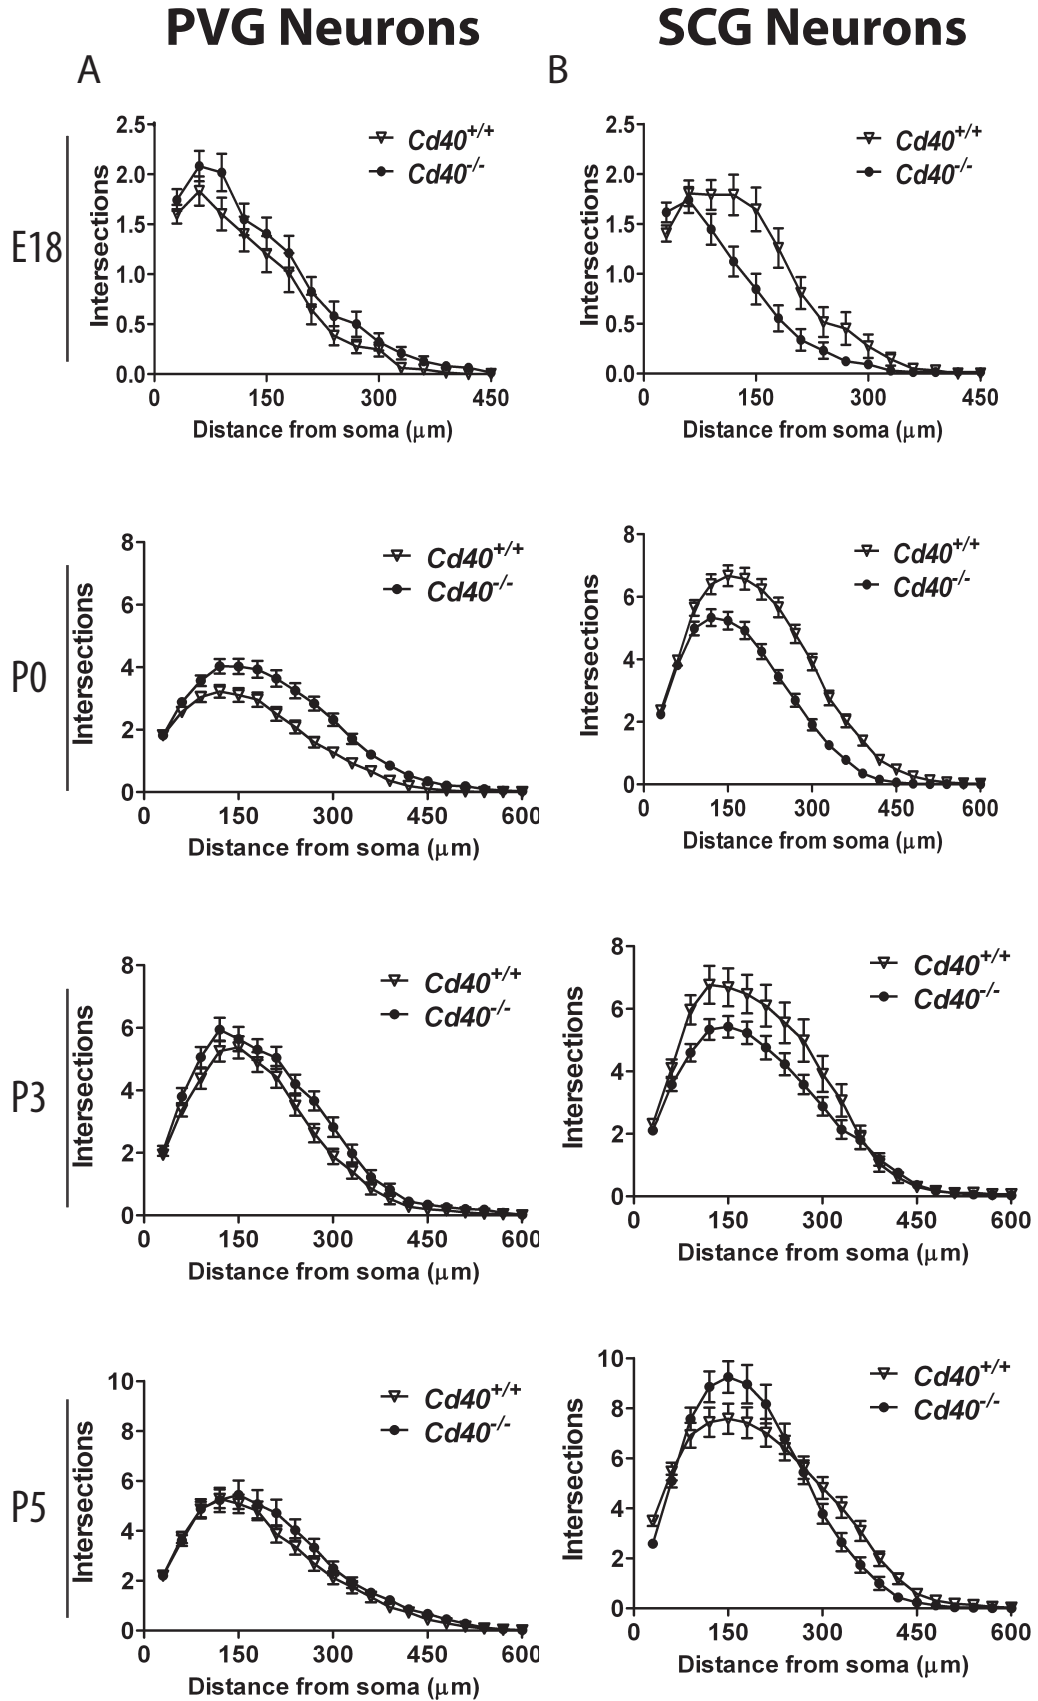 PVG Neurons
SCG Neurons
A
B
E18
Intersections
2.5
2.0
1.5
1.0
0.5
0.0
0 150 300 450
Distance from soma (μm)
Cd40+/+
Cd40-/-
Intersections
2.5
2.0
1.5
1.0
0.5
0.0
0 150 300 450
Distance from soma (μm)
Cd40+/+
Cd40-/-
P0
Intersections
8
6
4
2
0
0 150 300 450 600
Distance from soma (μm)
Cd40+/+
Cd40-/-
Intersections
8
6
4
2
0
0 150 300 450 600
Distance from soma (μm)
Cd40+/+
Cd40-/-
P3
Intersections
8
6
4
2
0
0 150 300 450 600
Distance from soma (μm)
Cd40+/+
Cd40-/-
Intersections
8
6
4
2
0
0 150 300 450 600
Distance from soma (μm)
Cd40+/+
Cd40-/-
P5
Intersections
10
8
6
4
2
0
0 150 300 450 600
Distance from soma (μm)
Cd40+/+
Cd40-/-
Intersections
10
8
6
4
2
0
0 150 300 450 600
Distance from soma (μm)
Cd40+/+
Cd40-/-